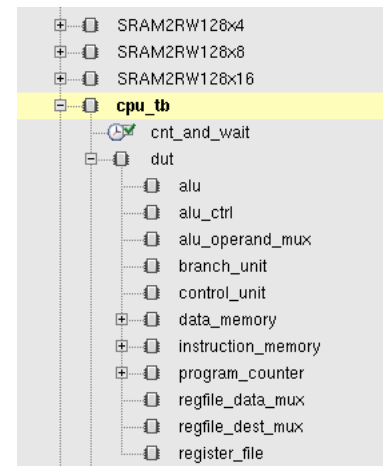 SRAM2RW128x4
SRAM2RW128x8
SRAM2RW128x16
cpu_tb
cnt_and_wait
dut
alu
alu_ctrl
alu_operand_mux
branch_unit
control_unit
data_memory
instruction_memory
program_counter
regfile_data_mux
regfile_dest_mux
register_file